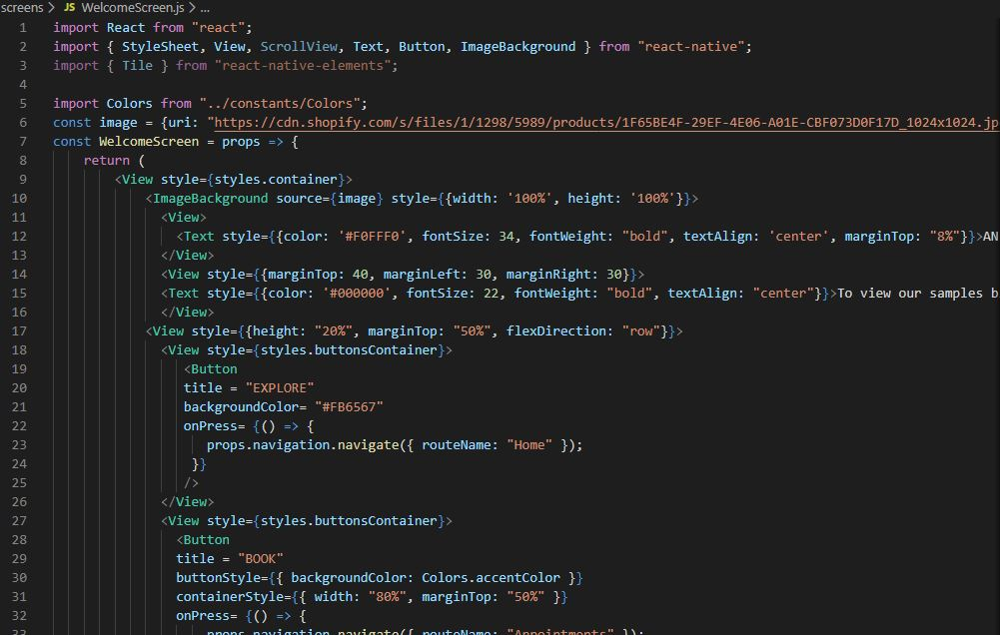 screens > JS WelcomeScreen.js > ...
1 import React from "react";
2 import { StyleSheet, View, ScrollView, Text, Button, ImageBackground } from "react-native";
3 import { Tile } from "react-native-elements";
4
5 import Colors from "../constants/Colors";
6 const image = {uri: "https://cdn.shopify.com/s/files/1/1298/5989/products/1F65BE4F-29EF-4E06-A01E-CBF073D0F17D_1024x1024.jp
7 const WelcomeScreen = props => {
8 return (
9 <View style={styles.container}>
10 <ImageBackground source={image} style={{width: '100%', height: '100%'}}>
11 <View>
12 <Text style={{color: '#F0FFF0', fontSize: 34, fontWeight: "bold", textAlign: 'center', marginTop: "8%"}}>AN
13 </View>
14 <View style={{marginTop: 40, marginLeft: 30, marginRight: 30}}>
15 <Text style={{color: '#000000', fontSize: 22, fontWeight: "bold", textAlign: "center"}}>To view our samples b
16 </View>
17 <View style={{height: "20%", marginTop: "50%", flexDirection: "row"}}>
18 <View style={styles.buttonsContainer}>
19 <Button
20 title = "EXPLORE"
21 backgroundColor= "#FB6567"
22 onPress= {() => {
23 props.navigation.navigate({ routeName: "Home" });
24 }}
25 />
26 </View>
27 <View style={styles.buttonsContainer}>
28 <Button
29 title = "BOOK"
30 buttonStyle={{ backgroundColor: Colors.accentColor }}
31 containerStyle={{ width: "80%", marginTop: "50%" }}
32 onPress= {() => {
33 props.navigation.navigate({ routeName: "Appointments" });